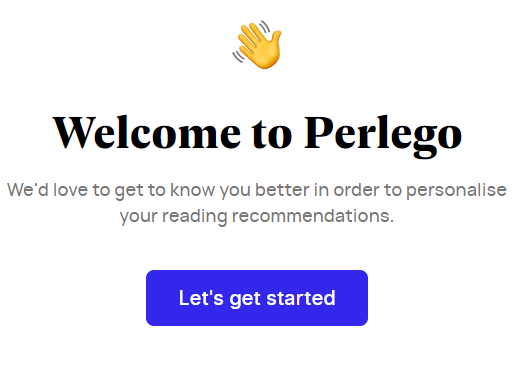 Welcome to Perlego
We'd love to get to know you better in order to personalise
your reading recommendations.
Let's get started